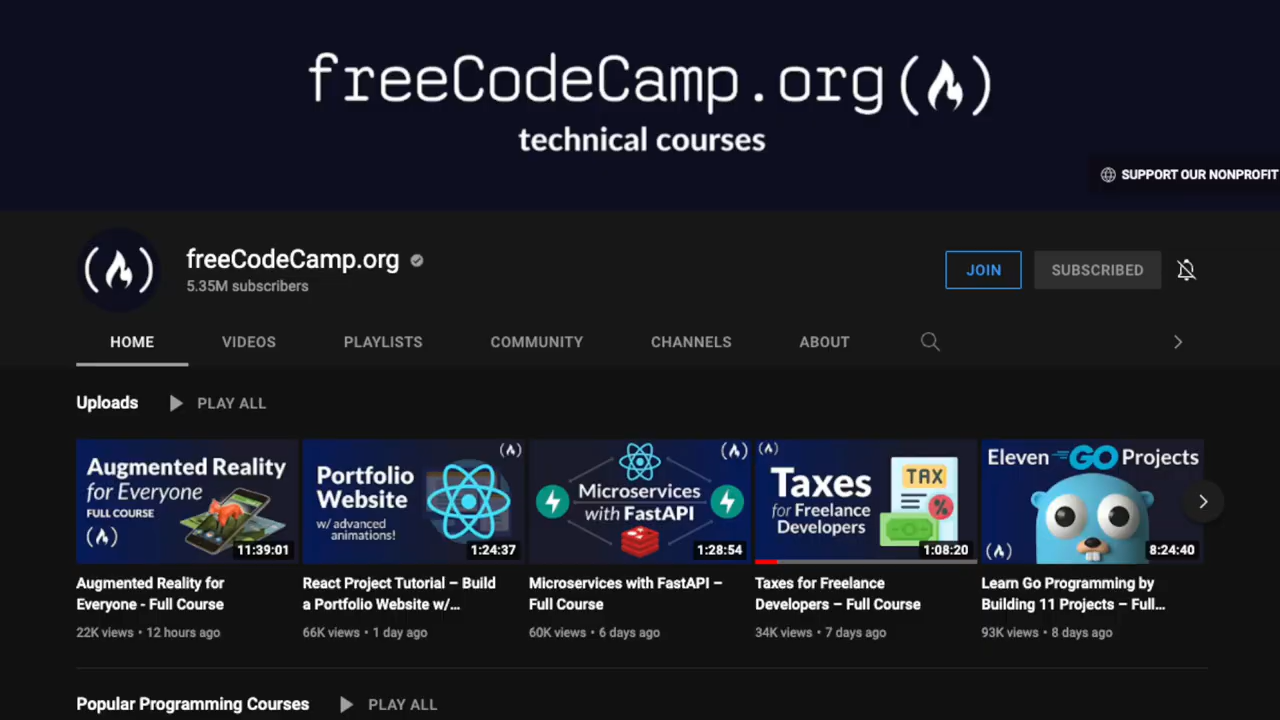 freeCodeCamp.org(🔥)
technical courses
SUPPORT OUR NONPROFIT
freeCodeCamp.org
5.35M subscribers
JOIN
SUBSCRIBED
HOME VIDEOS PLAYLISTS COMMUNITY CHANNELS ABOUT
Uploads PLAY ALL
Augmented Reality
for Everyone
FULL COURSE
11:39:01
Portfolio
Website
w/ advanced
animations!
1:24:37
Microservices
with FastAPI
1:28:54
Taxes
for Freelance
Developers
TAX
%
1:08:20
Eleven GO Projects
8:24:40
Augmented Reality for
Everyone - Full Course
22K views • 12 hours ago
React Project Tutorial – Build
a Portfolio Website w/...
66K views • 1 day ago
Microservices with FastAPI –
Full Course
60K views • 6 days ago
Taxes for Freelance
Developers – Full Course
34K views • 7 days ago
Learn Go Programming by
Building 11 Projects – Full...
93K views • 8 days ago
Popular Programming Courses PLAY ALL